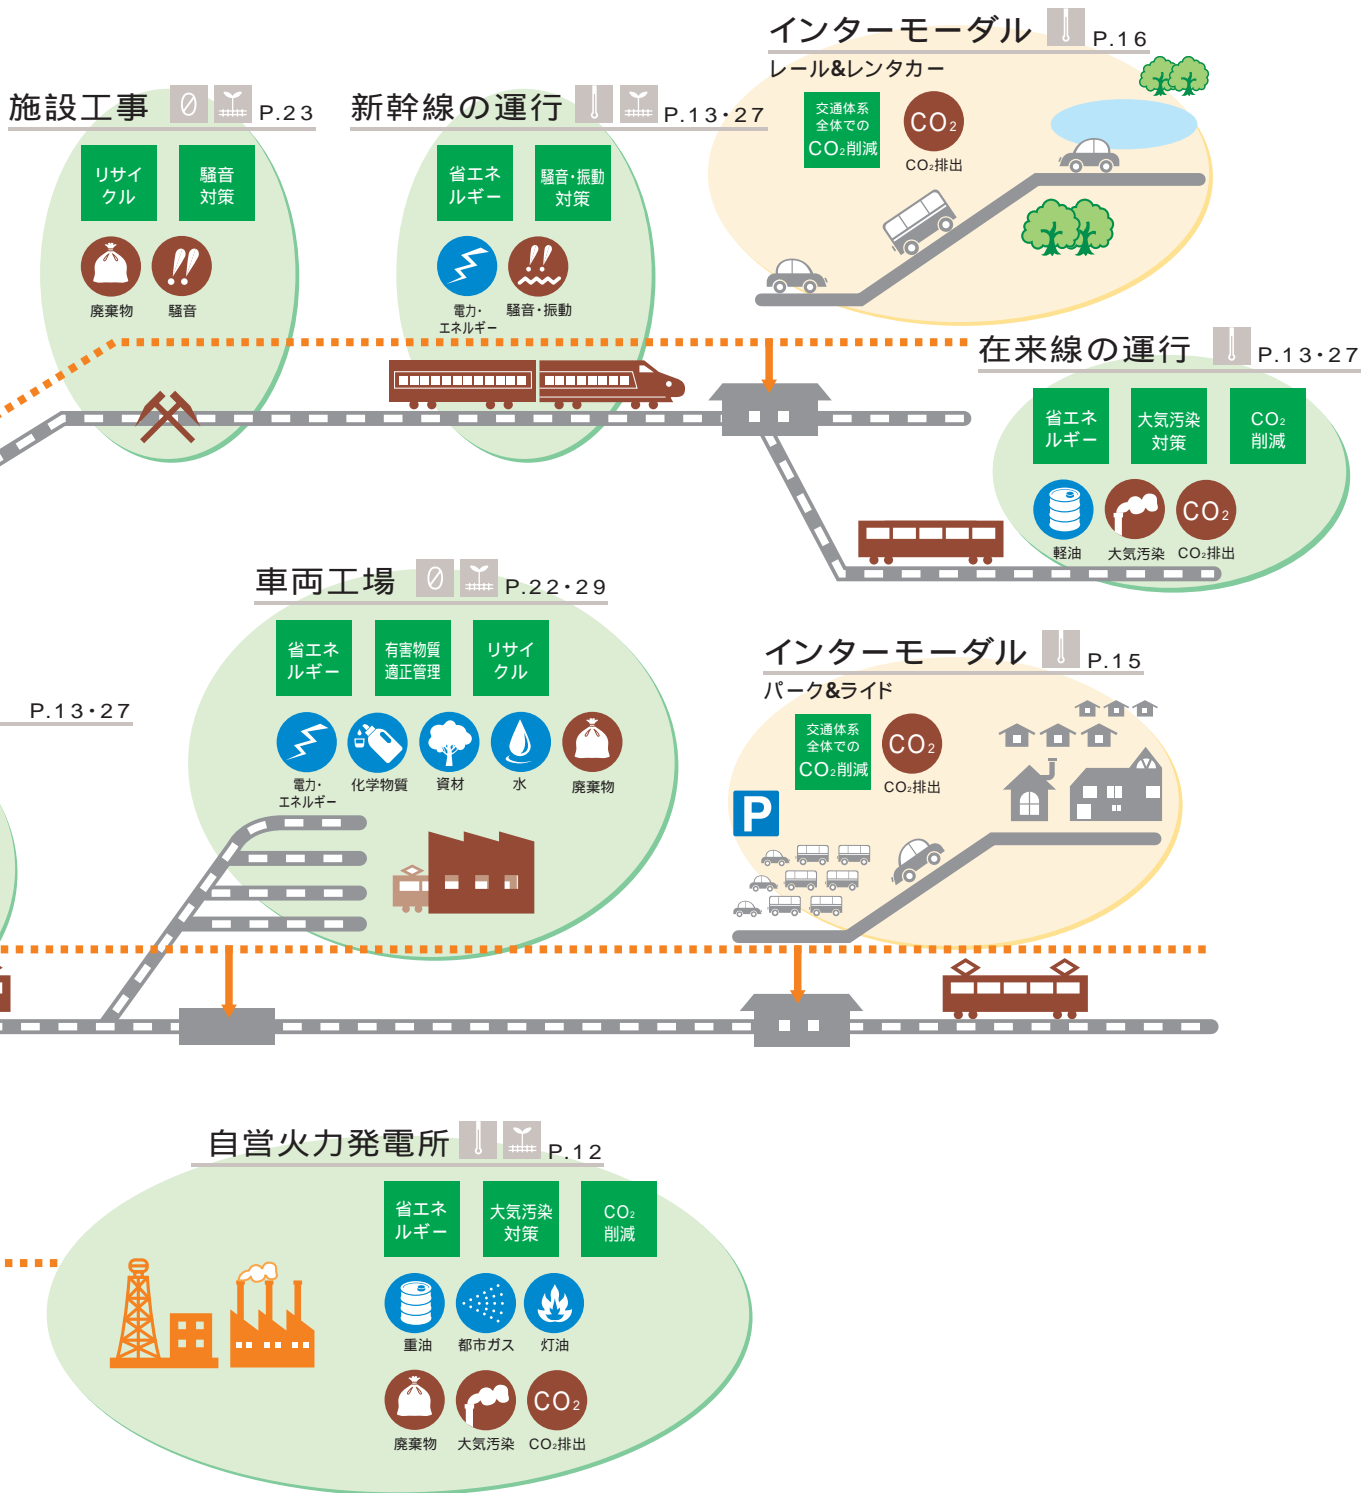 インターモーダル P.16
レール&レンタカー
交通体系
全体での
CO₂削減
CO₂
CO₂排出
施設工事 P.23
リサイ
クル
騒音
対策
廃棄物
騒音
新幹線の運行 P.13・27
省エネ
ルギー
騒音・振動
対策
電力・
エネルギー
騒音・振動
在来線の運行 P.13・27
省エネ
ルギー
大気汚染
対策
CO₂
削減
CO₂
軽油
大気汚染
CO₂排出
車両工場 P.22・29
省エネ
ルギー
有害物質
適正管理
リサイ
クル
電力・
エネルギー
化学物質
資材
水
廃棄物
P.13・27
インターモーダル P.15
パーク&ライド
交通体系
全体での
CO₂削減
CO₂
CO₂排出
P
自営火力発電所 P.12
省エネ
ルギー
大気汚染
対策
CO₂
削減
重油
都市ガス
灯油
CO₂
廃棄物
大気汚染
CO₂排出